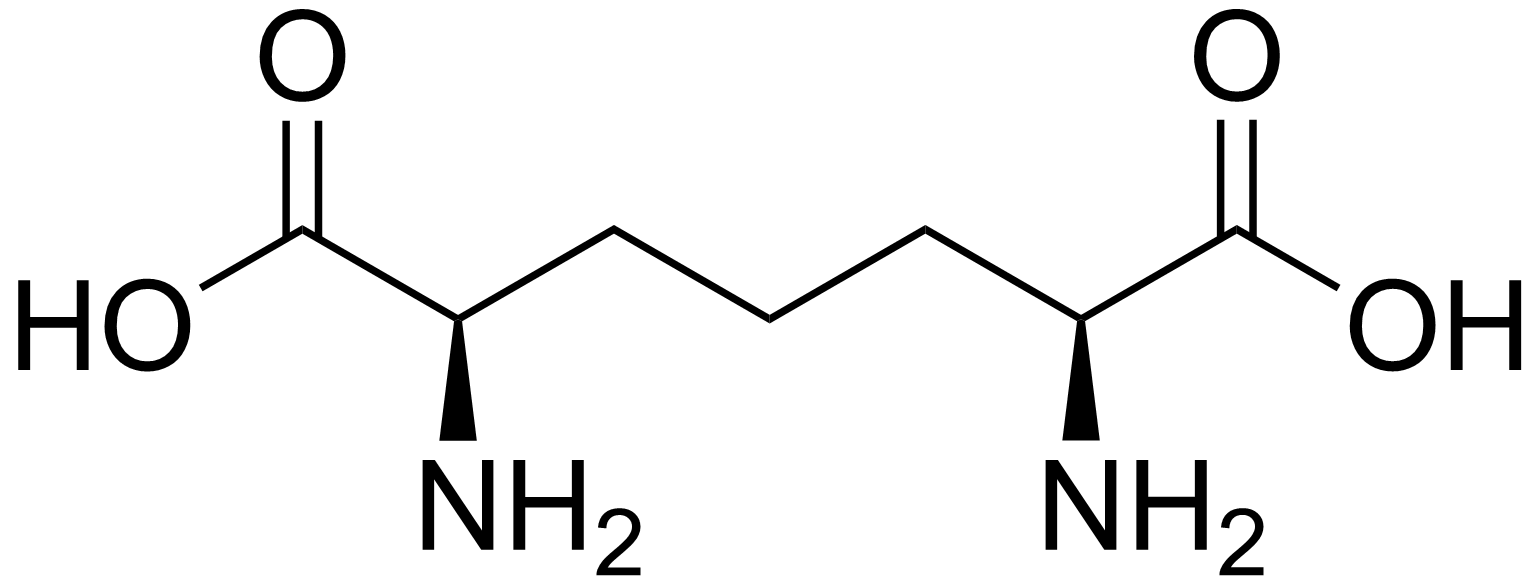 O O
HO OH
NH₂ NH₂